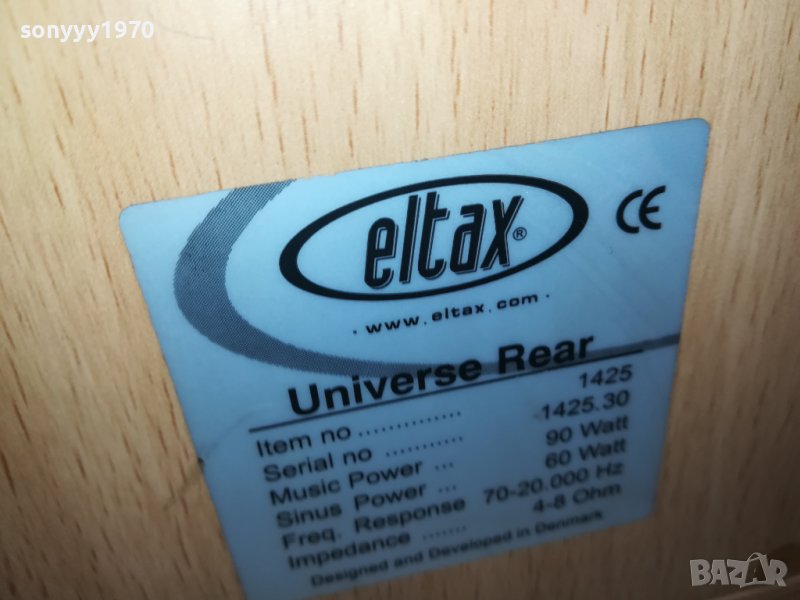 sonyyy1970
eltax®
CE
· www.eltax.com ·
Universe Rear
Item no .............. 1425
Serial no ........... 1425.30
Music Power ... 90 Watt
Sinus Power ... 60 Watt
Freq. Response 70-20.000 Hz
Impedance ....... 4-8 Ohm
Designed and Developed in Denmark
BAZAR